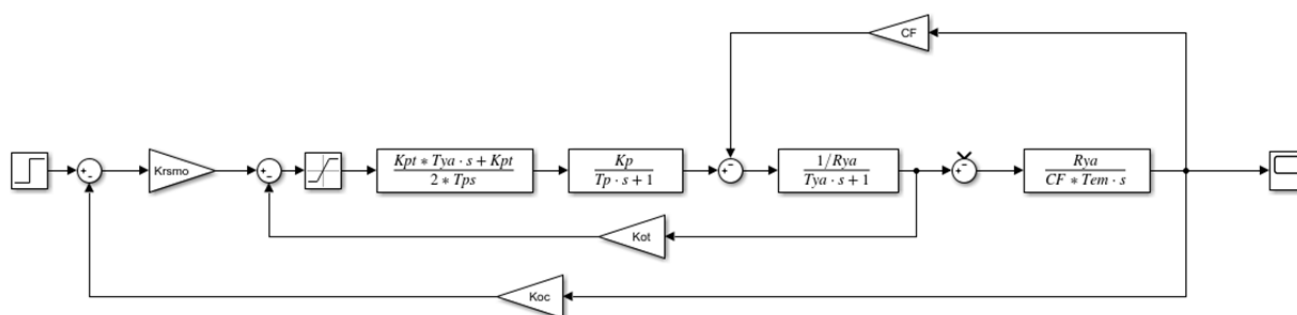 CF
Krsmo
Kpt * Tya · s + Kpt
2 * Tps
Kp
Tp · s + 1
1/Rya
Tya · s + 1
Rya
CF * Tem · s
Kot
Koc